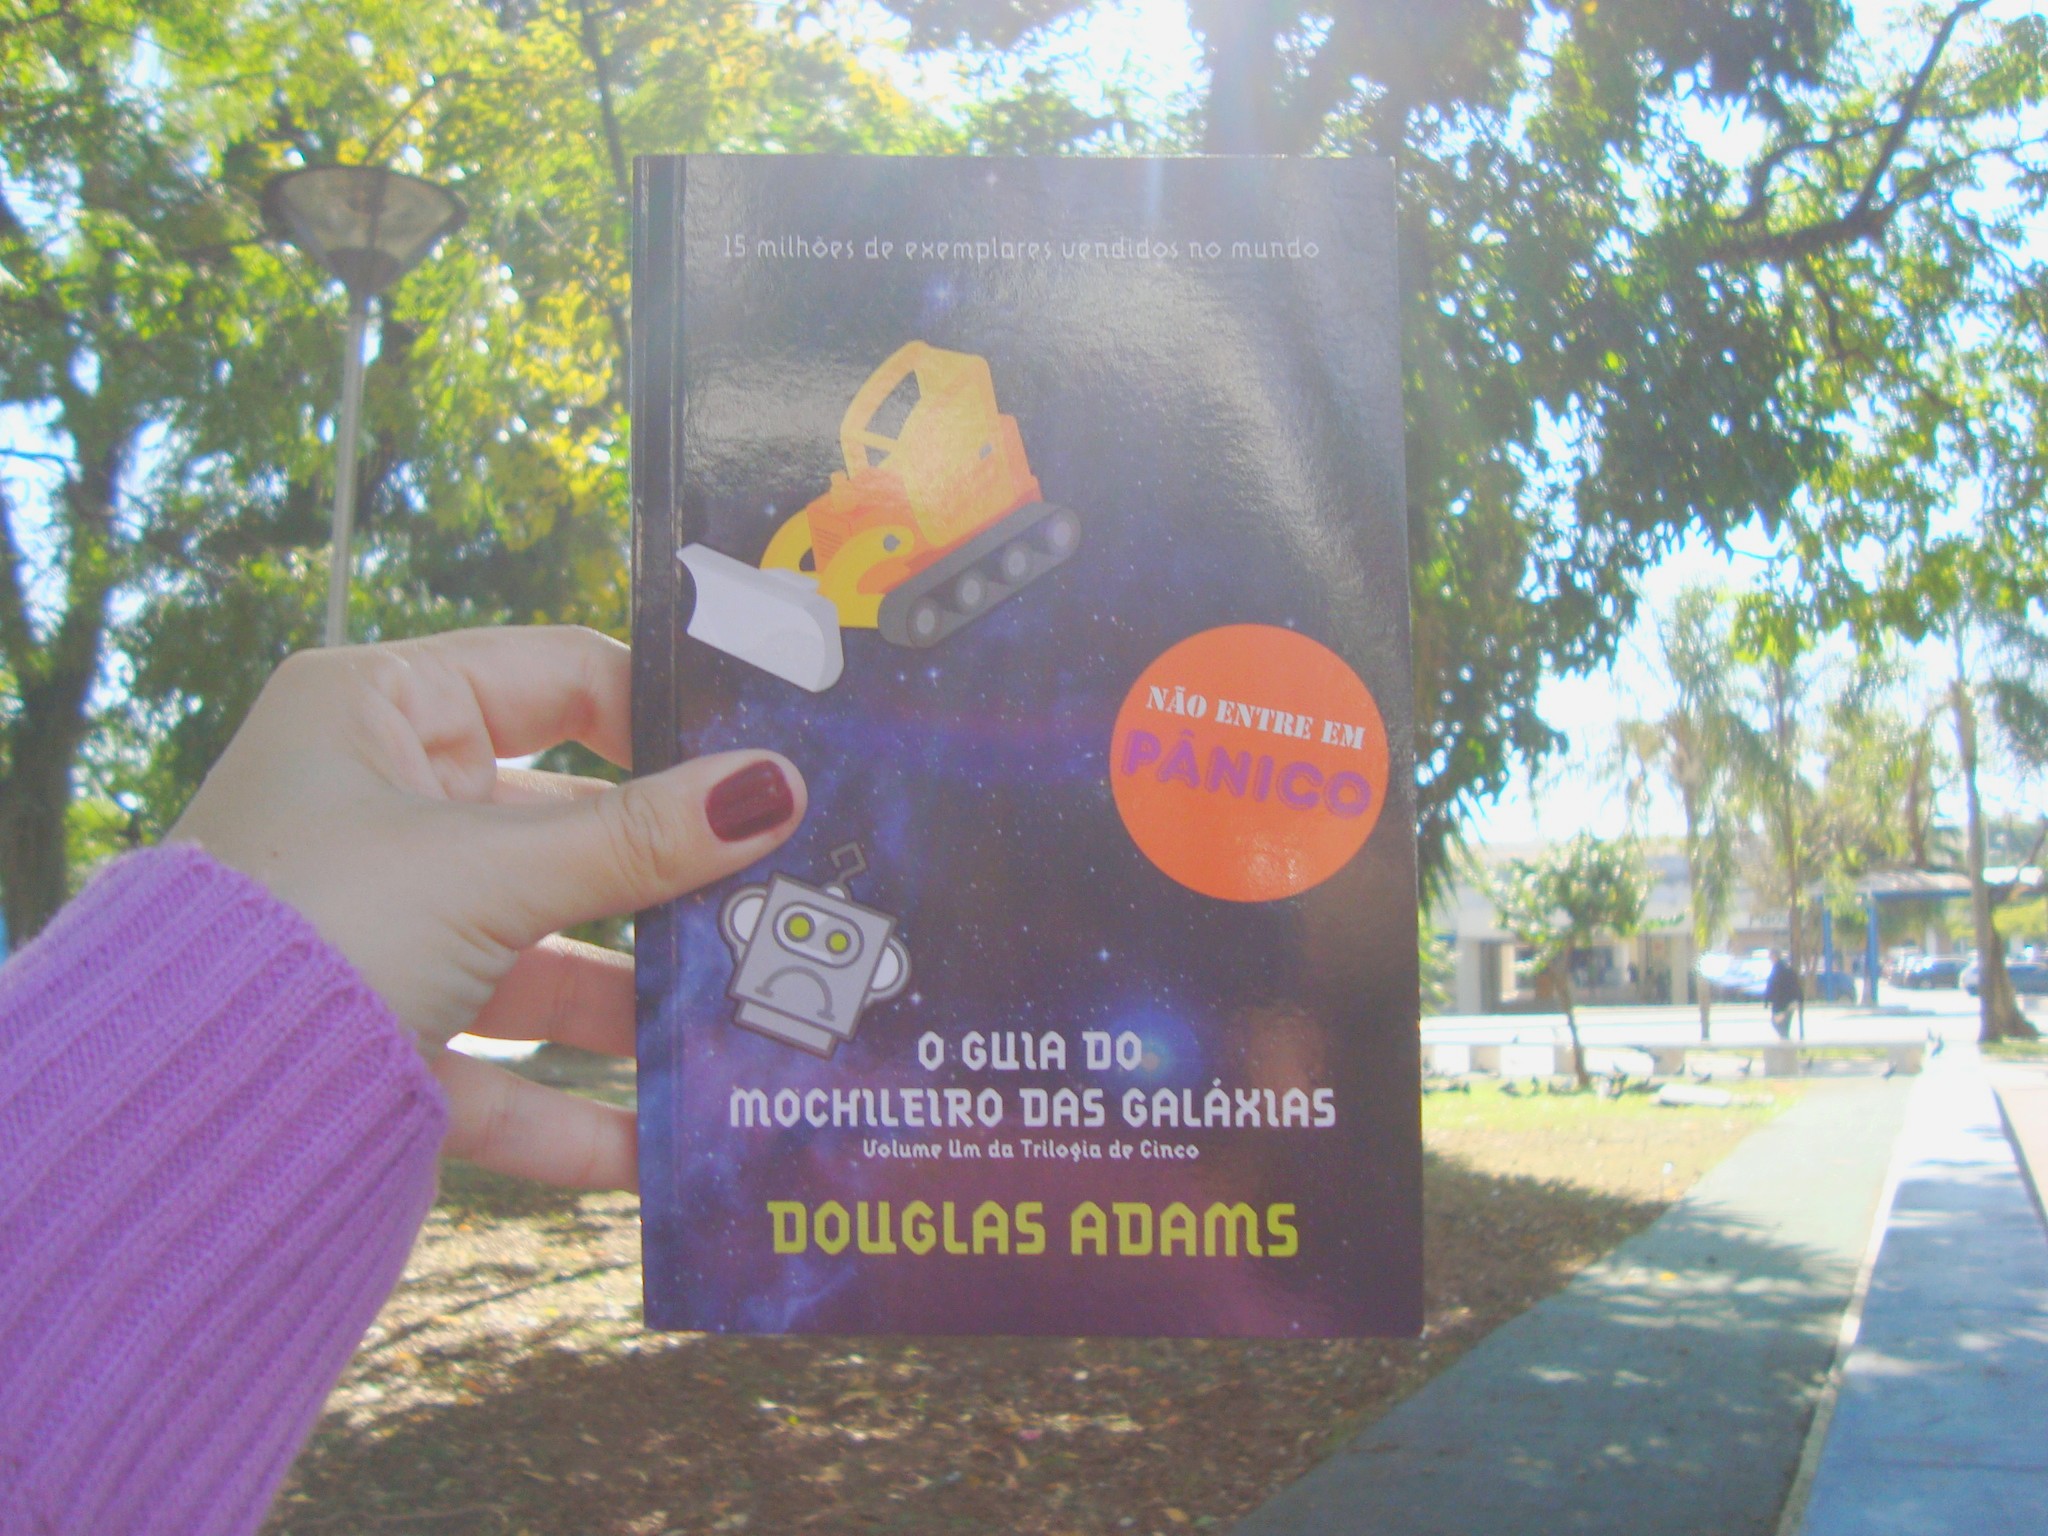 15 milhões de exemplares vendidos no mundo
NÃO ENTRE EM
PÂNICO
O GUIA DO
MOCHILEIRO DAS GALÁXIAS
Volume Um da Trilogia de Cinco
DOUGLAS ADAMS